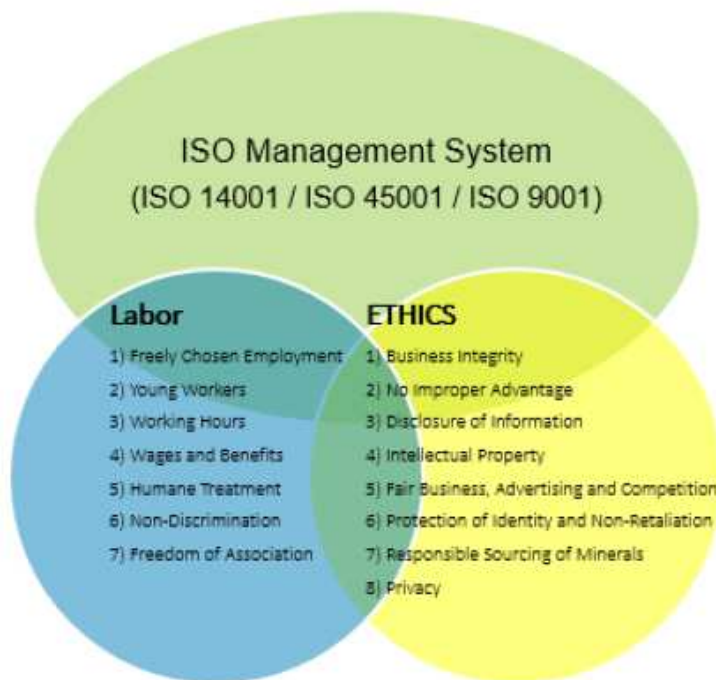 ISO Management System
(ISO 14001 / ISO 45001 / ISO 9001)
Labor
1) Freely Chosen Employment
2) Young Workers
3) Working Hours
4) Wages and Benefits
5) Humane Treatment
6) Non-Discrimination
7) Freedom of Association
ETHICS
1) Business Integrity
2) No Improper Advantage
3) Disclosure of Information
4) Intellectual Property
5) Fair Business, Advertising and Competition
6) Protection of Identity and Non-Retaliation
7) Responsible Sourcing of Minerals
8) Privacy